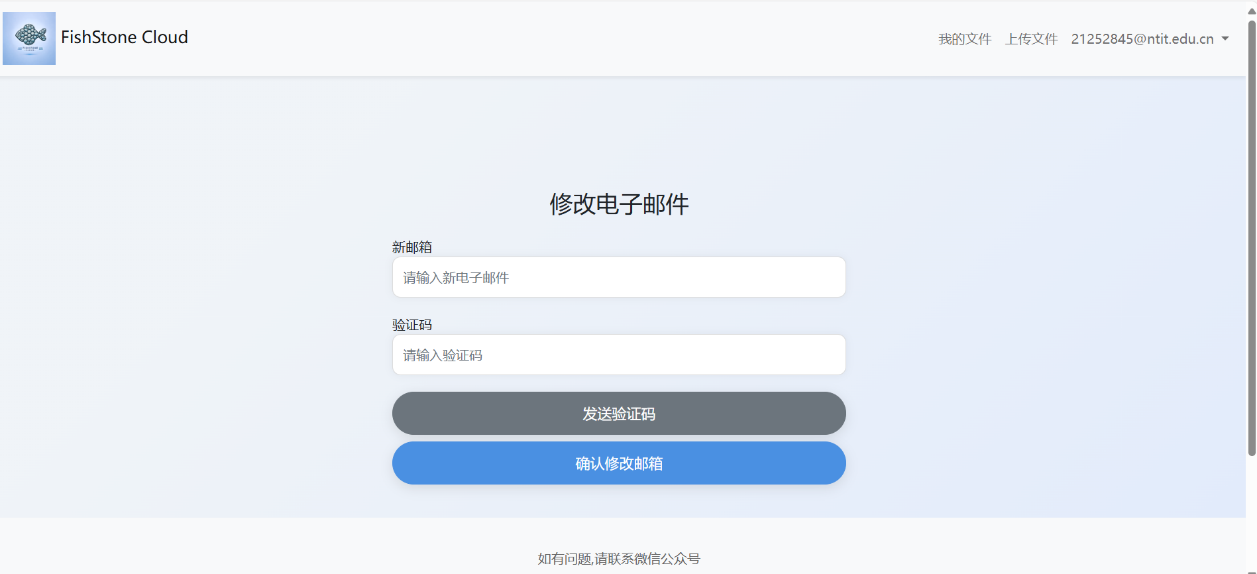 FishStone Cloud
我的文件 上传文件 21252845@ntit.edu.cn
修改电子邮件
新邮箱
请输入新电子邮件
验证码
请输入验证码
发送验证码
确认修改邮箱
如有问题,请联系微信公众号